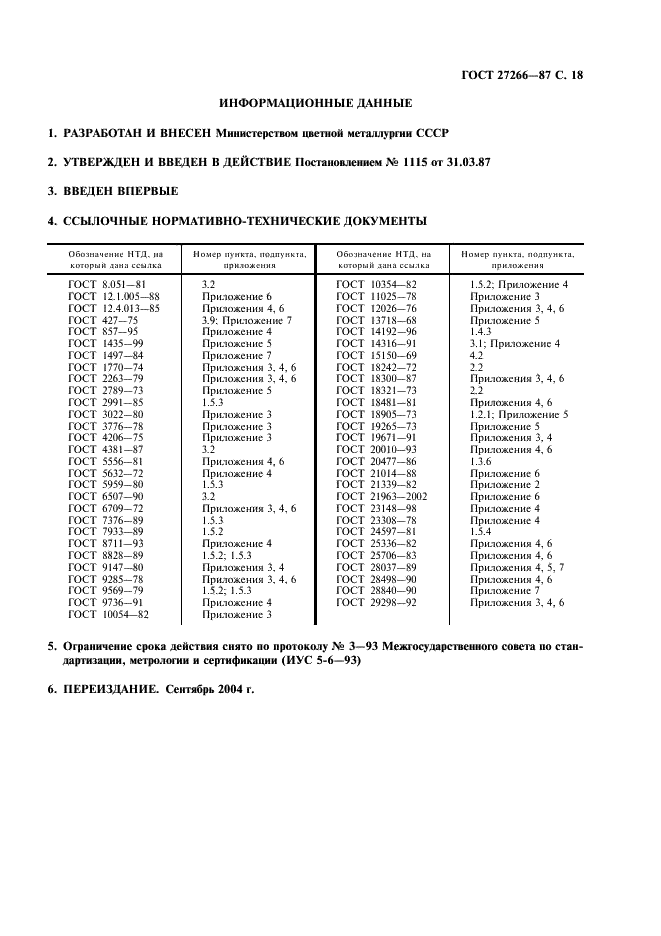 ГОСТ 27266—87 С. 18
ИНФОРМАЦИОННЫЕ ДАННЫЕ
1. РАЗРАБОТАН И ВНЕСЕН Министерством цветной металлургии СССР
2. УТВЕРЖДЕН И ВВЕДЕН В ДЕЙСТВИЕ Постановлением № 1115 от 31.03.87
3. ВВЕДЕН ВПЕРВЫЕ
4. ССЫЛОЧНЫЕ НОРМАТИВНО-ТЕХНИЧЕСКИЕ ДОКУМЕНТЫ
Обозначение НТД, на Номер пункта, подпункта, Обозначение НТД, на Номер пункта, подпункта,
который дана ссылка приложения который дана ссылка приложения
ГОСТ 8.051—81 3.2 ГОСТ 10354—82 1.5.2; Приложение 4
ГОСТ 12.1.005—88 Приложение 6 ГОСТ 11025—78 Приложение 3
ГОСТ 12.4.013—85 Приложения 4, 6 ГОСТ 12026—76 Приложения 3, 4, 6
ГОСТ 427—75 3.9; Приложение 7 ГОСТ 13718—68 Приложение 5
ГОСТ 857—95 Приложение 4 ГОСТ 14192—96 1.4.3
ГОСТ 1435—99 Приложение 5 ГОСТ 14316—91 3.1; Приложение 4
ГОСТ 1497—84 Приложение 7 ГОСТ 15150—69 4.2
ГОСТ 1770—74 Приложения 3, 4, 6 ГОСТ 18242—72 2.2
ГОСТ 2263—79 Приложения 3, 4, 6 ГОСТ 18300—87 Приложения 3, 4, 6
ГОСТ 2789—73 Приложение 5 ГОСТ 18321—73 2.2
ГОСТ 2991—85 1.5.3 ГОСТ 18481—81 Приложения 4, 6
ГОСТ 3022—80 Приложение 3 ГОСТ 18905—73 1.2.1; Приложение 5
ГОСТ 3776—78 Приложение 3 ГОСТ 19265—73 Приложение 5
ГОСТ 4206—75 Приложение 3 ГОСТ 19671—91 Приложения 3, 4
ГОСТ 4381—87 3.2 ГОСТ 20010—93 Приложения 4, 6
ГОСТ 5556—81 Приложения 4, 6 ГОСТ 20477—86 1.3.6
ГОСТ 5632—72 Приложение 4 ГОСТ 21014—88 Приложение 6
ГОСТ 5959—80 1.5.3 ГОСТ 21339—82 Приложение 2
ГОСТ 6507—90 3.2 ГОСТ 21963—2002 Приложение 6
ГОСТ 6709—72 Приложения 3, 4, 6 ГОСТ 23148—98 Приложение 4
ГОСТ 7376—89 1.5.3 ГОСТ 23308—78 Приложение 4
ГОСТ 7933—89 1.5.2 ГОСТ 24597—81 1.5.4
ГОСТ 8711—93 Приложение 4 ГОСТ 25336—82 Приложения 4, 6
ГОСТ 8828—89 1.5.2; 1.5.3 ГОСТ 25706—83 Приложения 4, 6
ГОСТ 9147—80 Приложения 3, 4 ГОСТ 28037—89 Приложения 4, 5, 7
ГОСТ 9285—78 Приложения 3, 4, 6 ГОСТ 28498—90 Приложения 4, 6
ГОСТ 9569—79 1.5.2; 1.5.3 ГОСТ 28840—90 Приложение 7
ГОСТ 9736—91 Приложение 4 ГОСТ 29298—92 Приложения 3, 4, 6
ГОСТ 10054—82 Приложение 3
5. Ограничение срока действия снято по протоколу № 3—93 Межгосударственного совета по стан-
дартизации, метрологии и сертификации (ИУС 5-6—93)
6. ПЕРЕИЗДАНИЕ. Сентябрь 2004 г.